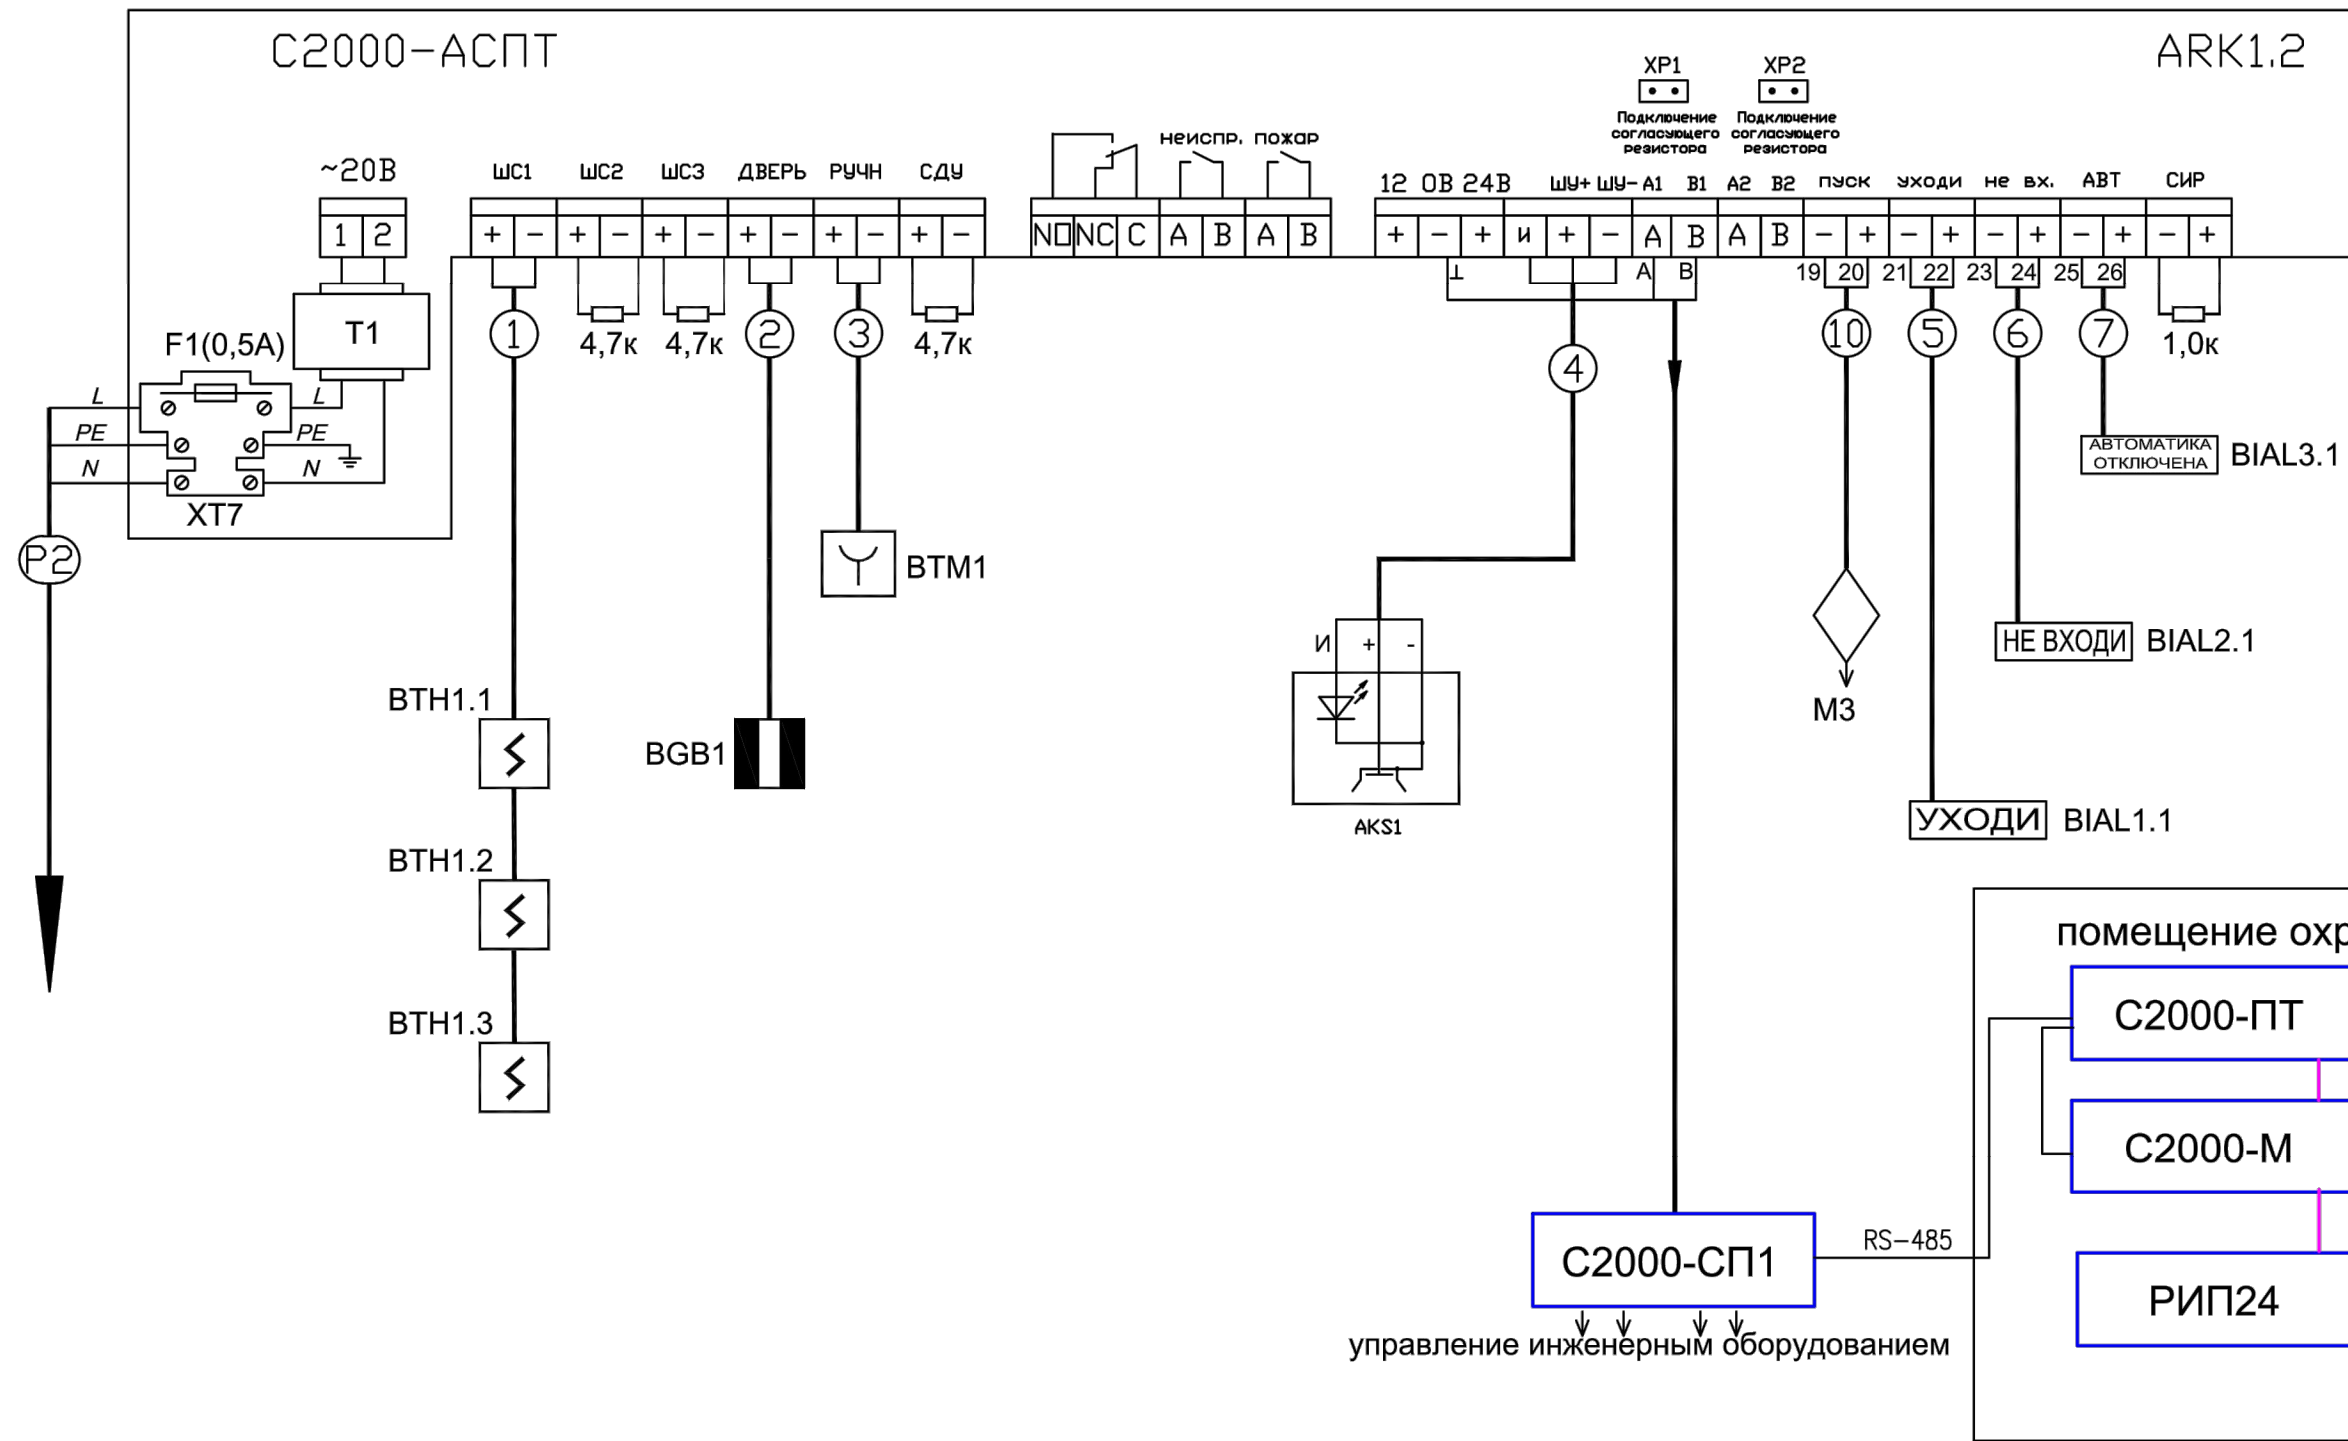 С2000-АСПТ
ARK1.2
XP1
XP2
Подключение
согласующего
резистора
Подключение
согласующего
резистора
~20В
ШС1
ШС2
ШС3
ДВЕРЬ
РУЧН
СДУ
неиспр.
пожар
12
0В
24В
ШУ+
ШУ-
А1
В1
А2
В2
пуск
уходи
не вх.
АВТ
СИР
1
2
+ - + - + - + - + - + -
NO NC C A B A B
+ - + и + - A B A B - + - + - + - + - +
⊥
A
B
19
20
21
22
23
24
25
26
1
4,7к
4,7к
2
3
4,7к
4
10
5
6
7
1,0к
F1(0,5А)
Т1
L
L
PE
PE
N
N
XT7
P2
АВТОМАТИКА
ОТКЛЮЧЕНА
BIAL3.1
BTM1
И
+
-
НЕ ВХОДИ
BIAL2.1
BTH1.1
М3
BGB1
AKS1
УХОДИ
BIAL1.1
BTH1.2
помещение охр
С2000-ПТ
BTH1.3
С2000-М
С2000-СП1
RS-485
РИП24
управление инженерным оборудованием